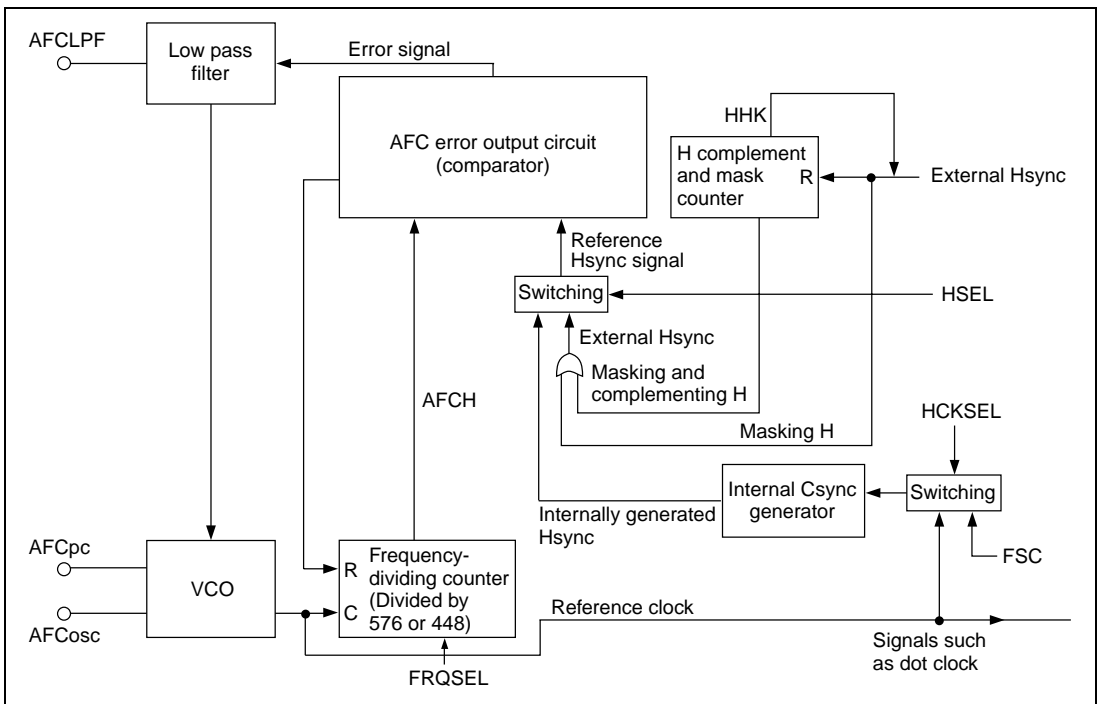 AFCLPF
Low pass
filter
Error signal
AFC error output circuit
(comparator)
HHK
H complement
and mask
counter
R
External Hsync
Reference
Hsync signal
Switching
HSEL
External Hsync
Masking and
complementing H
AFCH
Masking H
HCKSEL
Internal Csync
generator
Switching
Internally generated
Hsync
FSC
AFCpc
AFCosc
VCO
R
C
Frequency-
dividing counter
(Divided by
576 or 448)
FRQSEL
Reference clock
Signals such
as dot clock